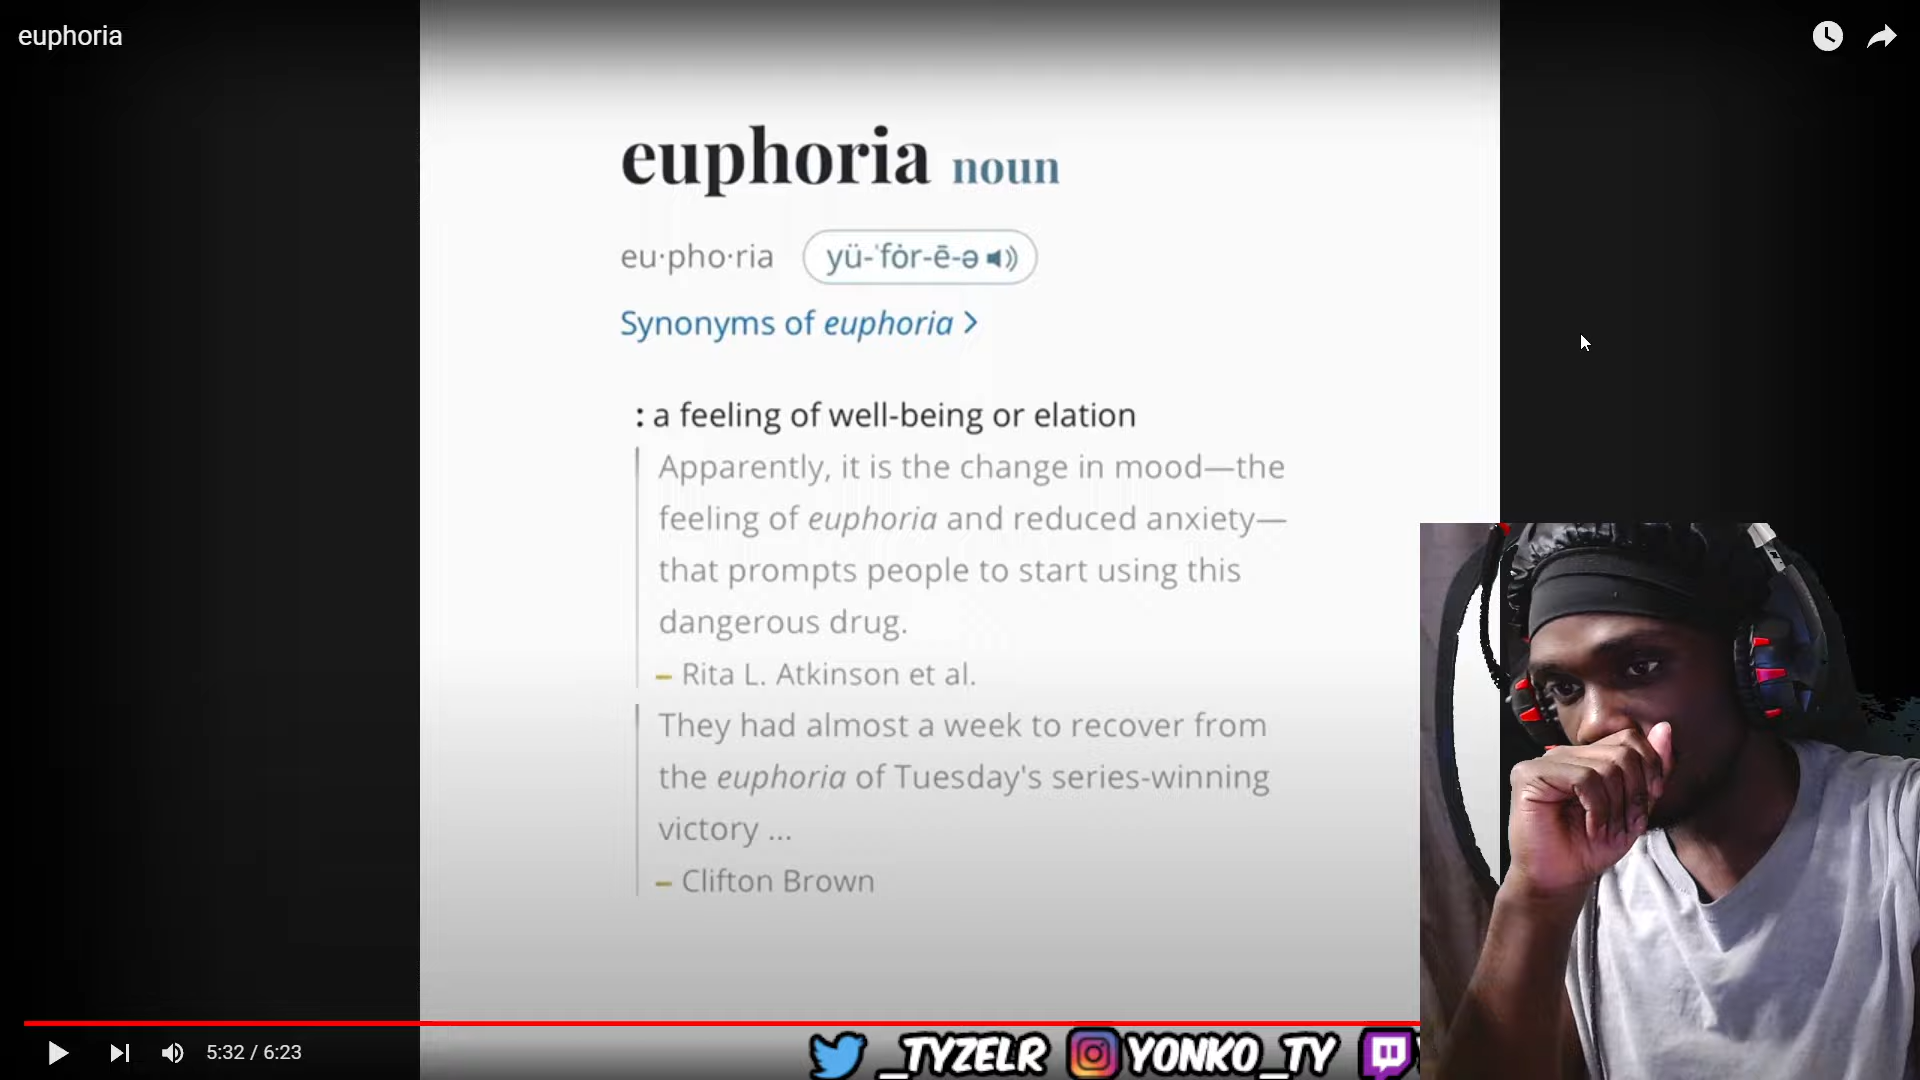 euphoria
euphoria noun
eu·pho·ria yü-ˈfȯr-ē-ə
Synonyms of euphoria >
: a feeling of well-being or elation
Apparently, it is the change in mood—the
feeling of euphoria and reduced anxiety—
that prompts people to start using this
dangerous drug.
– Rita L. Atkinson et al.
They had almost a week to recover from
the euphoria of Tuesday's series-winning
victory ...
– Clifton Brown
5:32 / 6:23
_TYZELR YONKO_TY